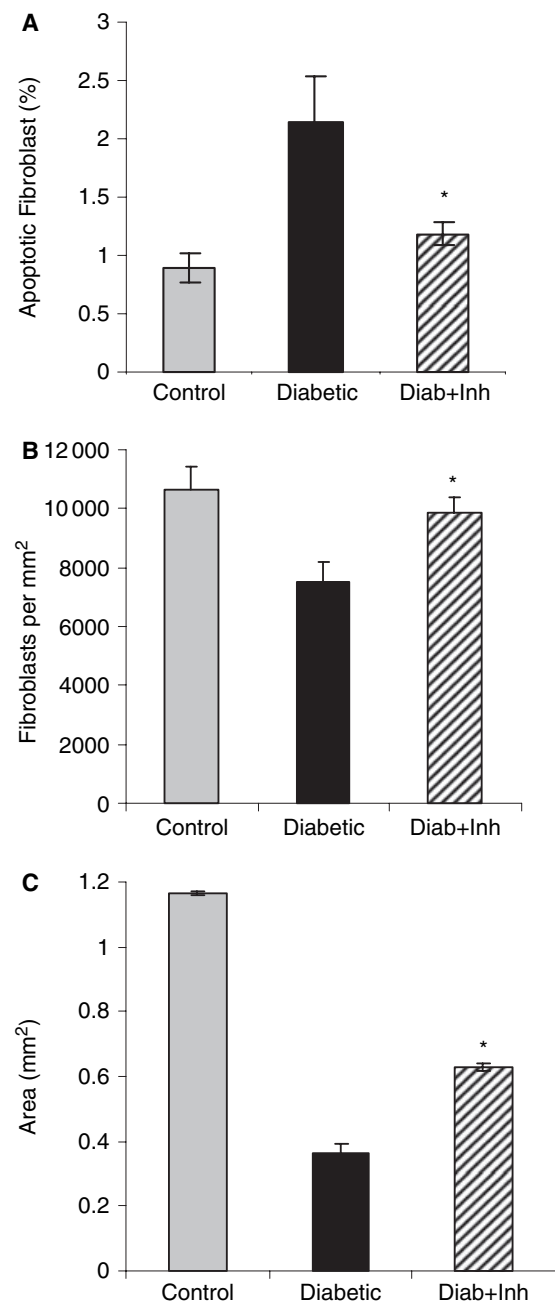 A
Apoptotic Fibroblast (%)
3
2.5
2
1.5
1
0.5
0
*
Control Diabetic Diab+Inh
B
Fibroblasts per mm²
12 000
10 000
8000
6000
4000
2000
0
*
Control Diabetic Diab+Inh
C
Area (mm²)
1.2
1
0.8
0.6
0.4
0.2
0
*
Control Diabetic Diab+Inh